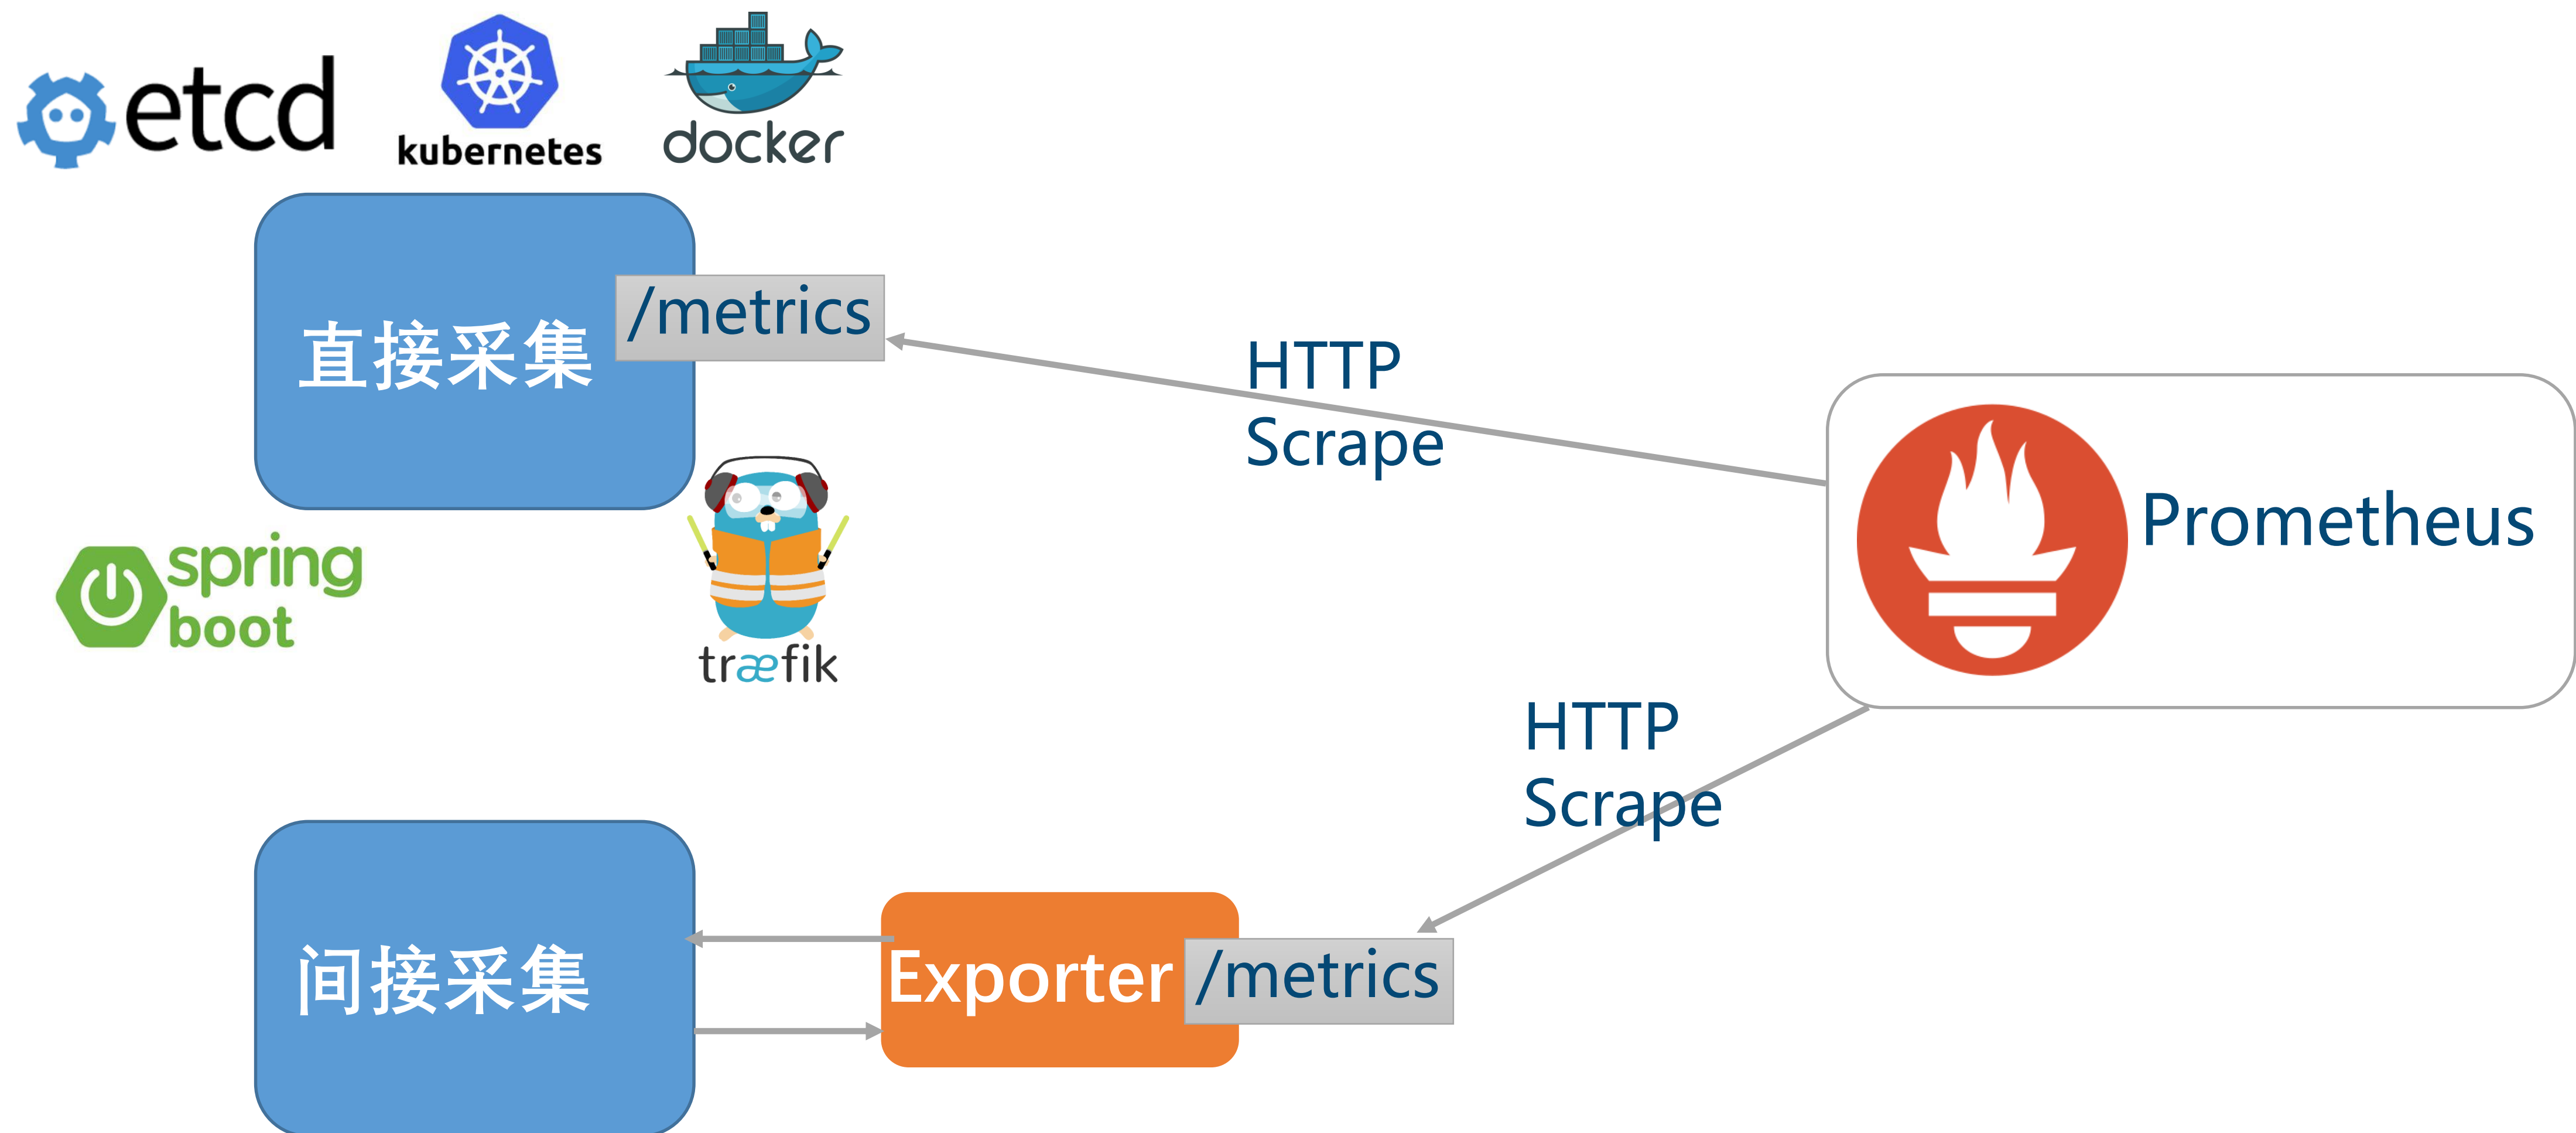 etcd
kubernetes
docker
直接采集
/metrics
HTTP
Scrape
Prometheus
spring
boot
træfik
HTTP
Scrape
间接采集
Exporter
/metrics